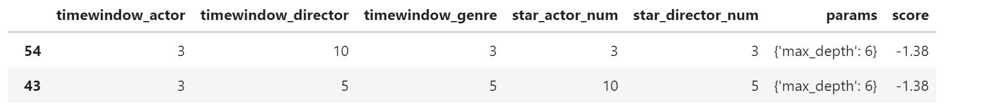 timewindow_actor timewindow_director timewindow_genre star_actor_num star_director_num params score
54 3 10 3 3 3 {'max_depth': 6} -1.38
43 3 5 5 10 5 {'max_depth': 6} -1.38